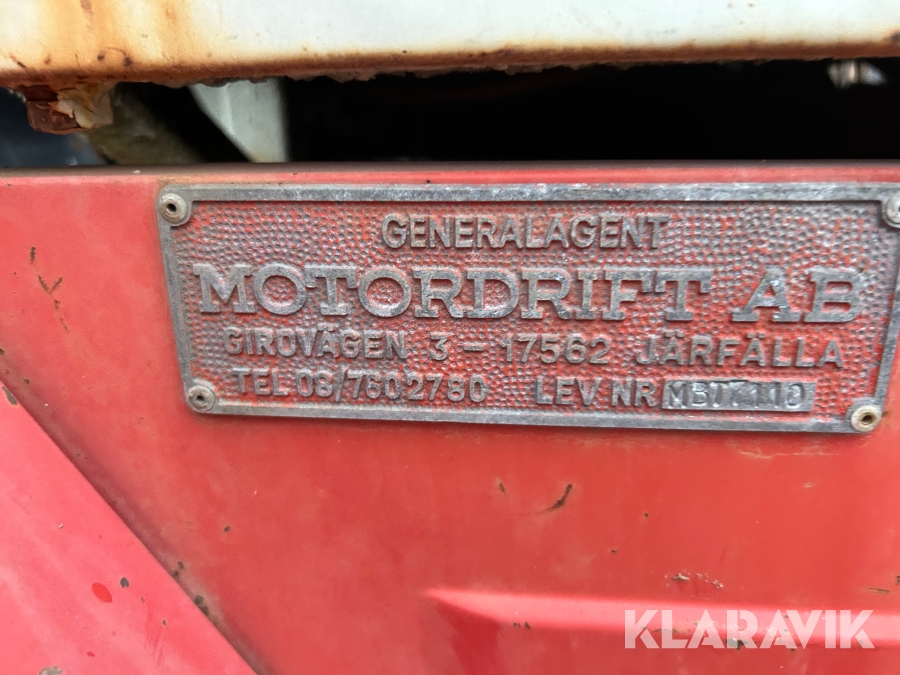 GENERALAGENT
MOTORDRIFT AB
GIROVÄGEN 3 - 17562 JÄRFÄLLA
TEL 08/7602780 LEV NR
KLARAVIK